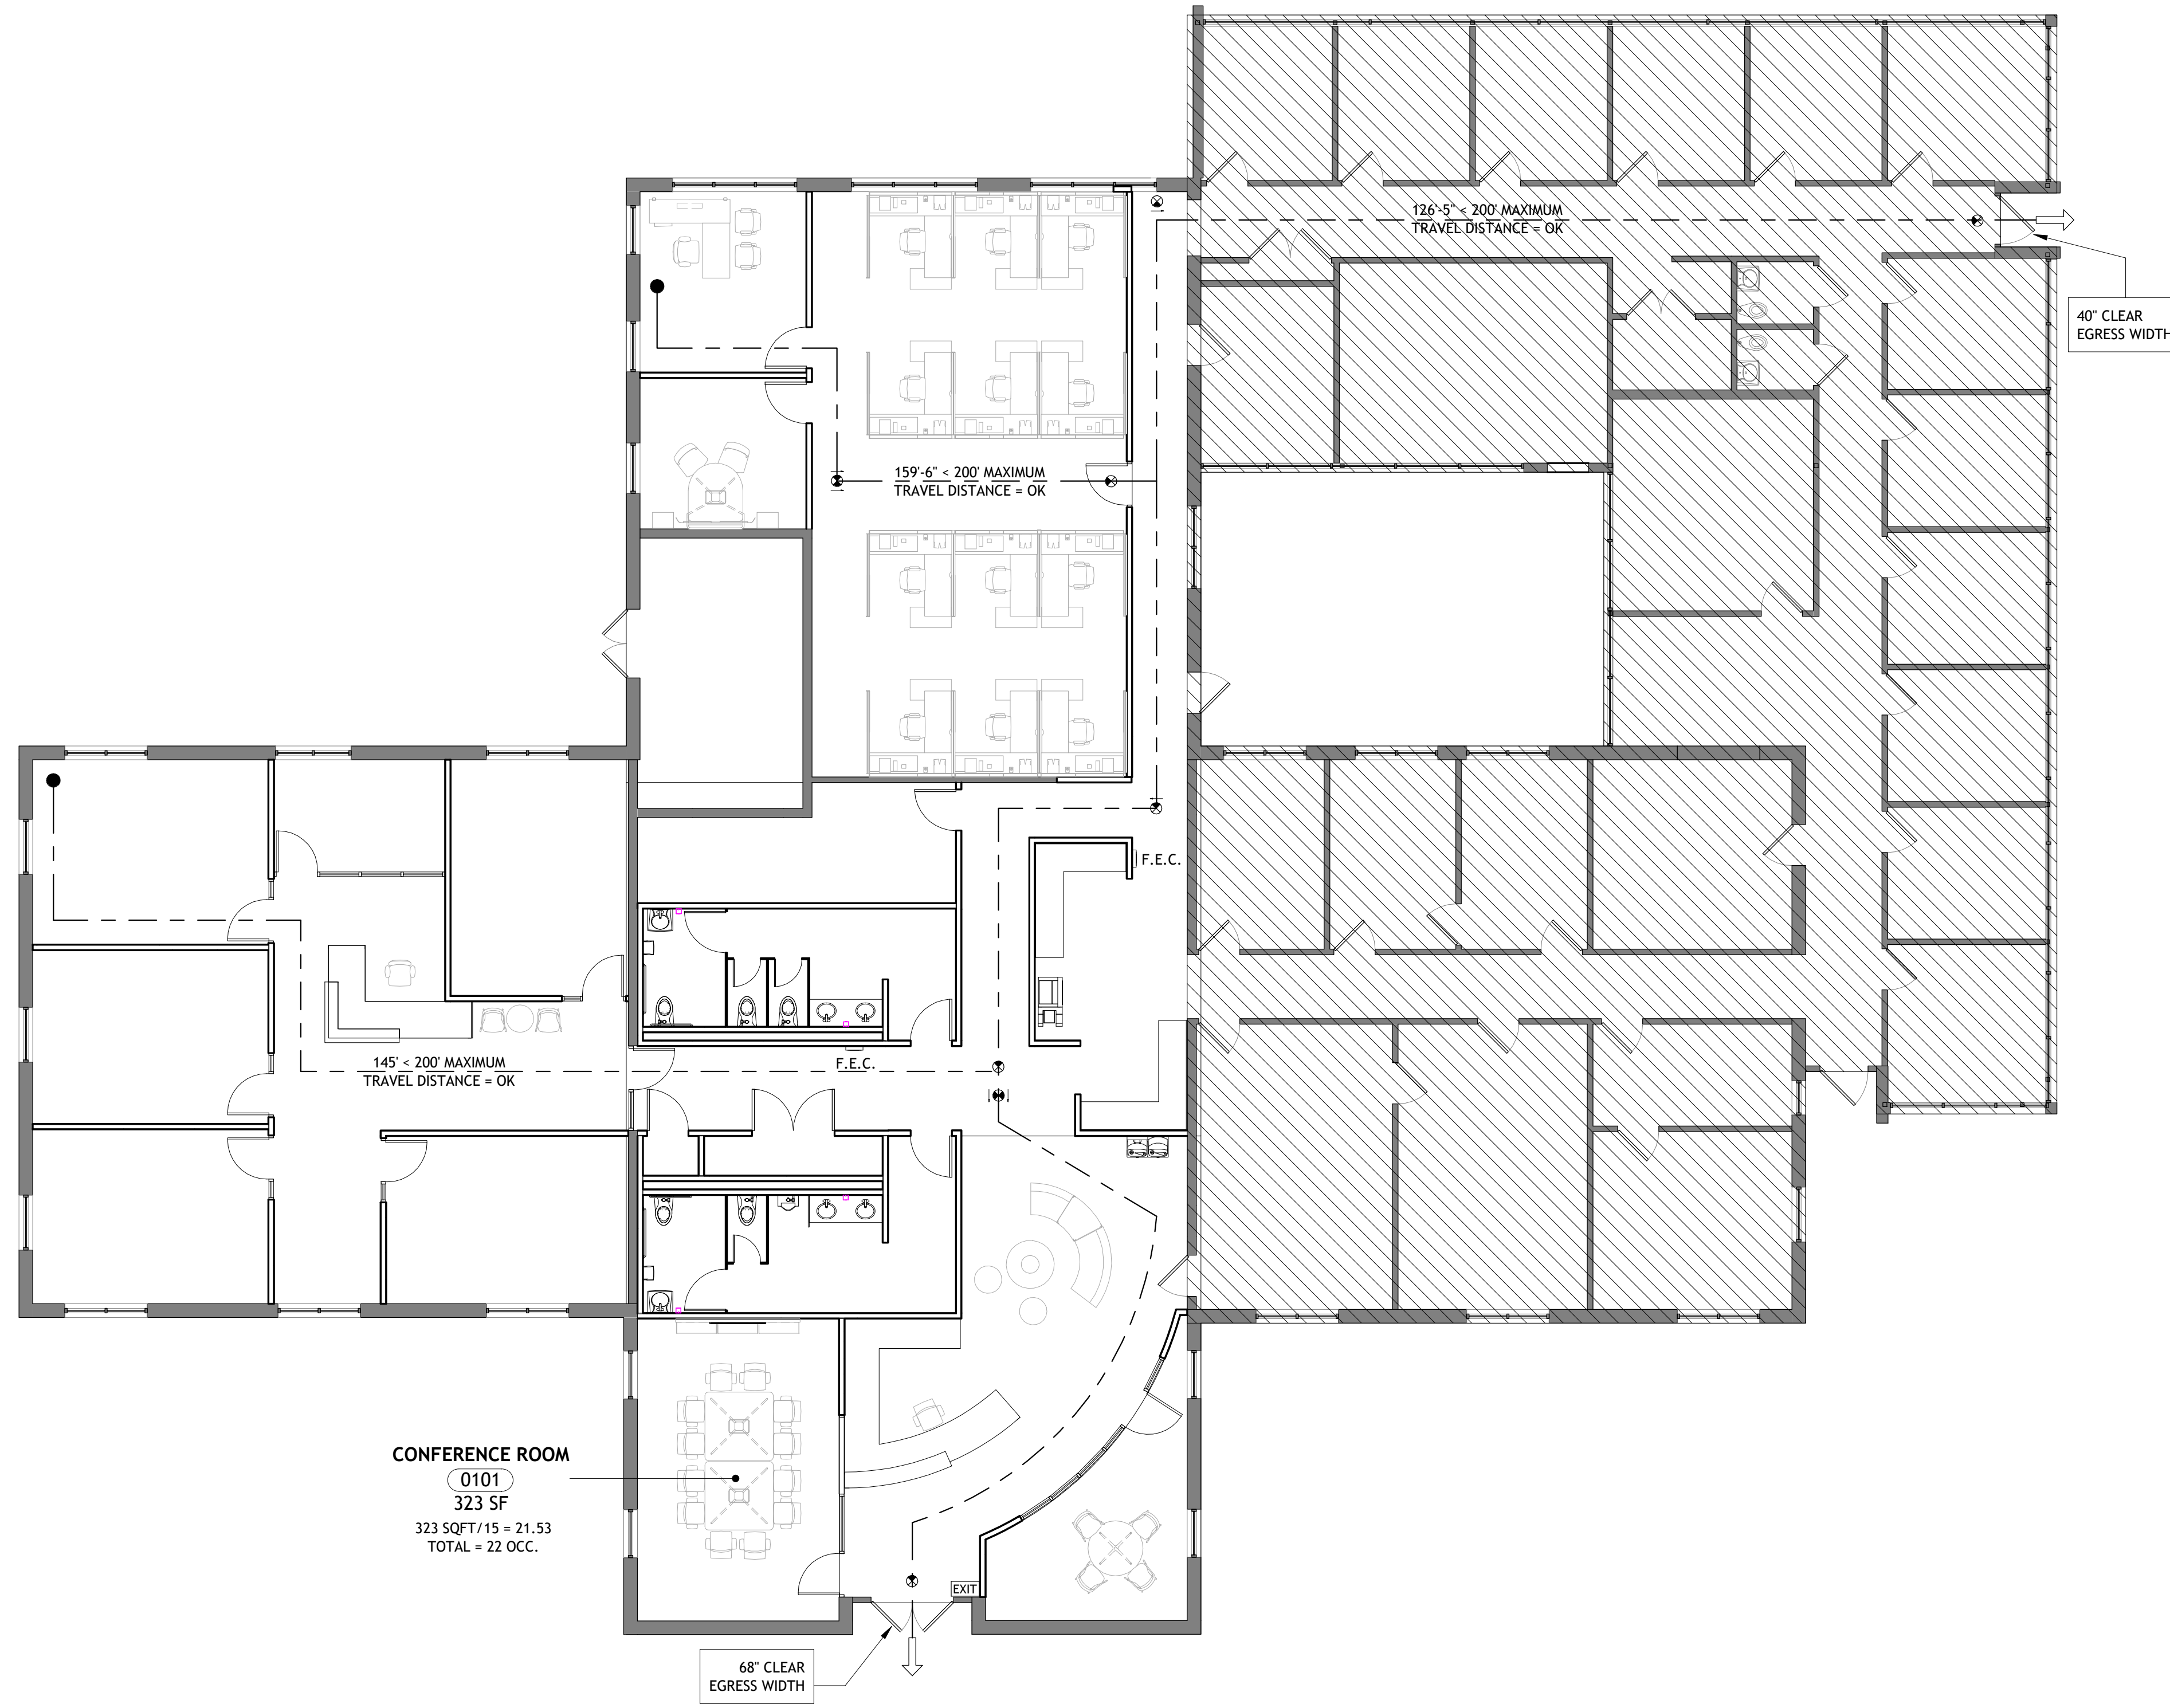 126'-5" < 200' MAXIMUM
TRAVEL DISTANCE = OK
40" CLEAR
EGRESS WIDTH
159'-6" < 200' MAXIMUM
TRAVEL DISTANCE = OK
F.E.C.
145' < 200' MAXIMUM
TRAVEL DISTANCE = OK
F.E.C.
CONFERENCE ROOM
0101
323 SF
323 SQFT/15 = 21.53
TOTAL = 22 OCC.
EXIT
68" CLEAR
EGRESS WIDTH